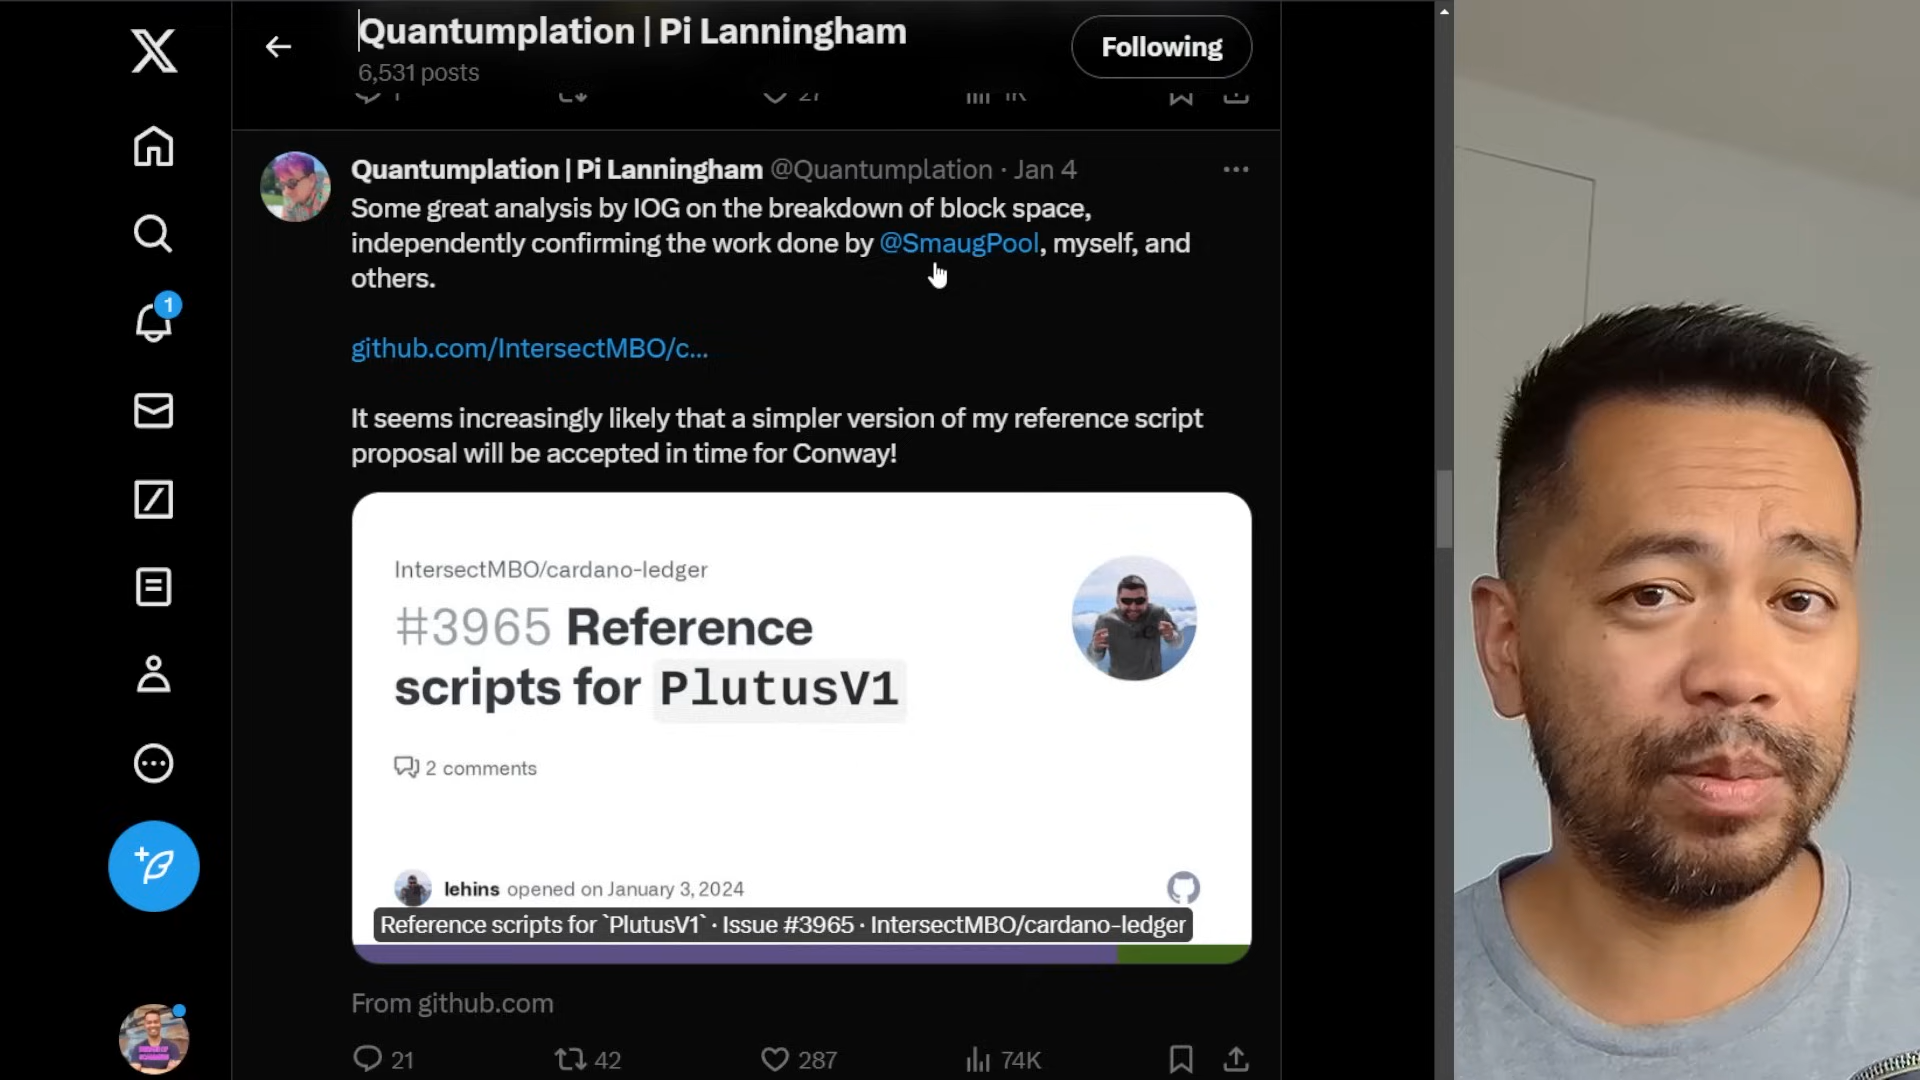 Quantumplation | Pi Lanningham
6,531 posts
Following
1
27
1K
1
Quantumplation | Pi Lanningham @Quantumplation · Jan 4
Some great analysis by IOG on the breakdown of block space,
independently confirming the work done by @SmaugPool, myself, and
others.
github.com/IntersectMBO/c...
It seems increasingly likely that a simpler version of my reference script
proposal will be accepted in time for Conway!
IntersectMBO/cardano-ledger
#3965 Reference
scripts for PlutusV1
2 comments
lehins opened on January 3, 2024
Reference scripts for `PlutusV1` · Issue #3965 · IntersectMBO/cardano-ledger
From github.com
21 42 287 74K